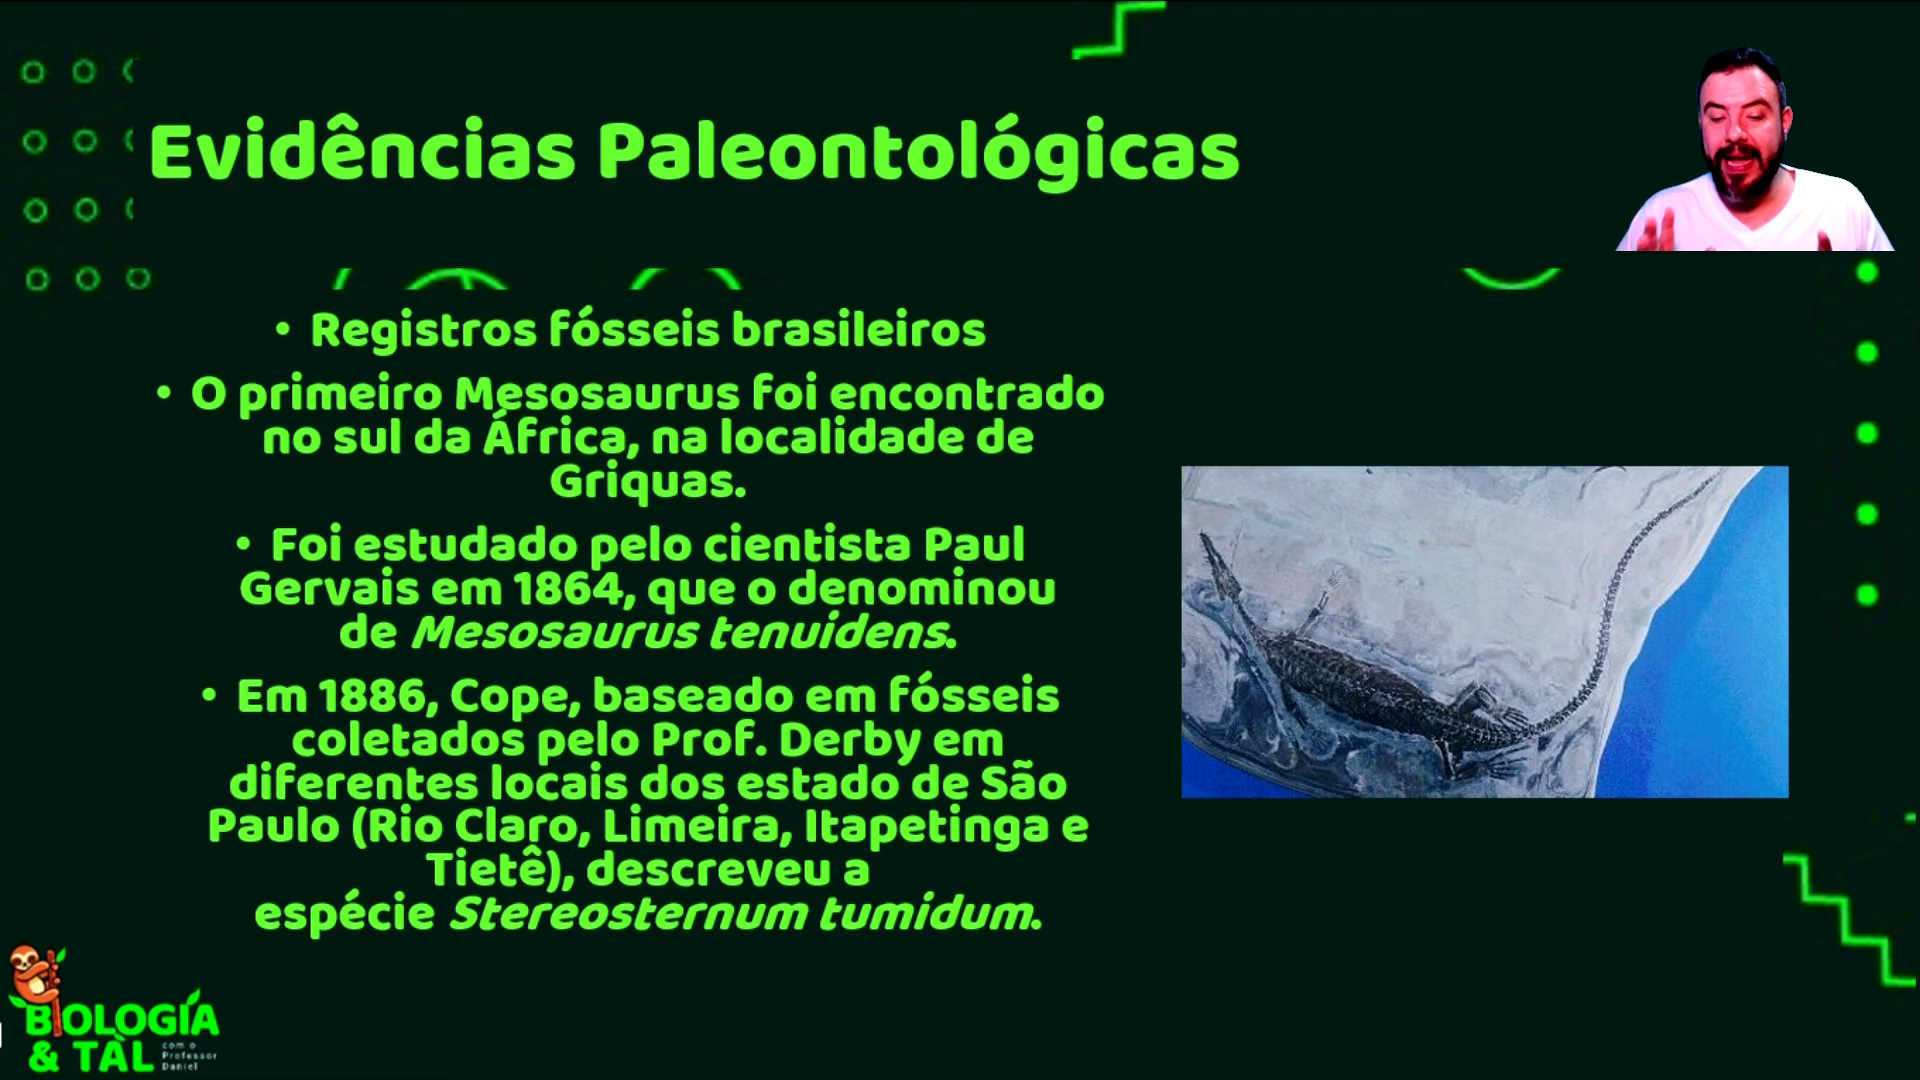 Evidências Paleontológicas
• Registros fósseis brasileiros
• O primeiro Mesosaurus foi encontrado
no sul da África, na localidade de
Griquas.
• Foi estudado pelo cientista Paul
Gervais em 1864, que o denominou
de Mesosaurus tenuidens.
• Em 1886, Cope, baseado em fósseis
coletados pelo Prof. Derby em
diferentes locais dos estado de São
Paulo (Rio Claro, Limeira, Itapetinga e
Tietê), descreveu a
espécie Stereosternum tumidum.
BIOLOGIA
& TAL
com o
Professor
Daniel